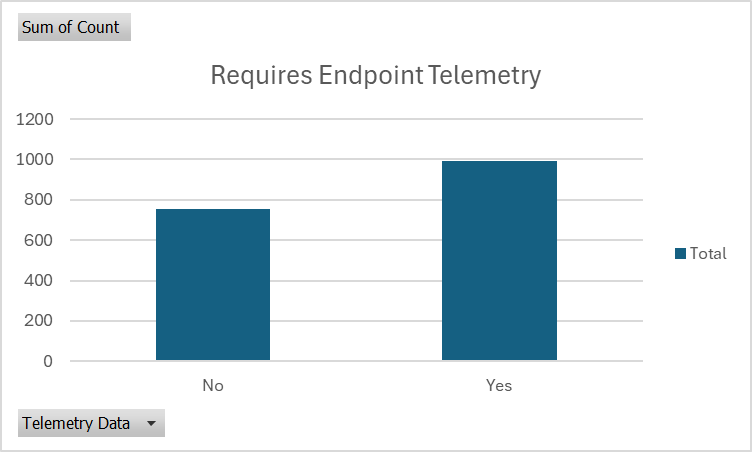 Sum of Count
Requires Endpoint Telemetry
1200
1000
800
600
400
200
0
No
Yes
Total
Telemetry Data